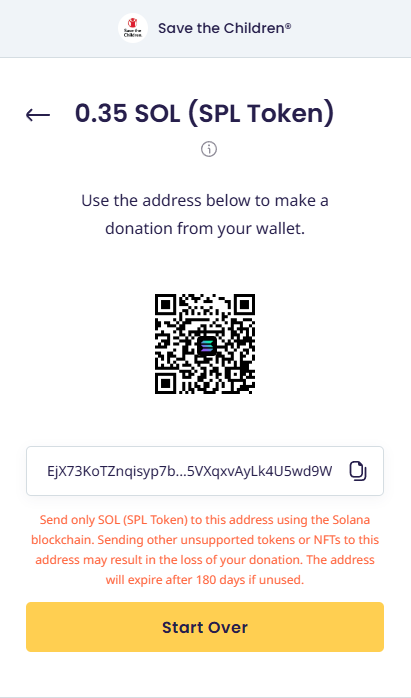 Save the Children.
Save the Children®
0.35 SOL (SPL Token)
Use the address below to make a
donation from your wallet.
EjX73KoTZnqisyp7b...5VXqxvAyLk4U5wd9W
Send only SOL (SPL Token) to this address using the Solana
blockchain. Sending other unsupported tokens or NFTs to this
address may result in the loss of your donation. The address
will expire after 180 days if unused.
Start Over